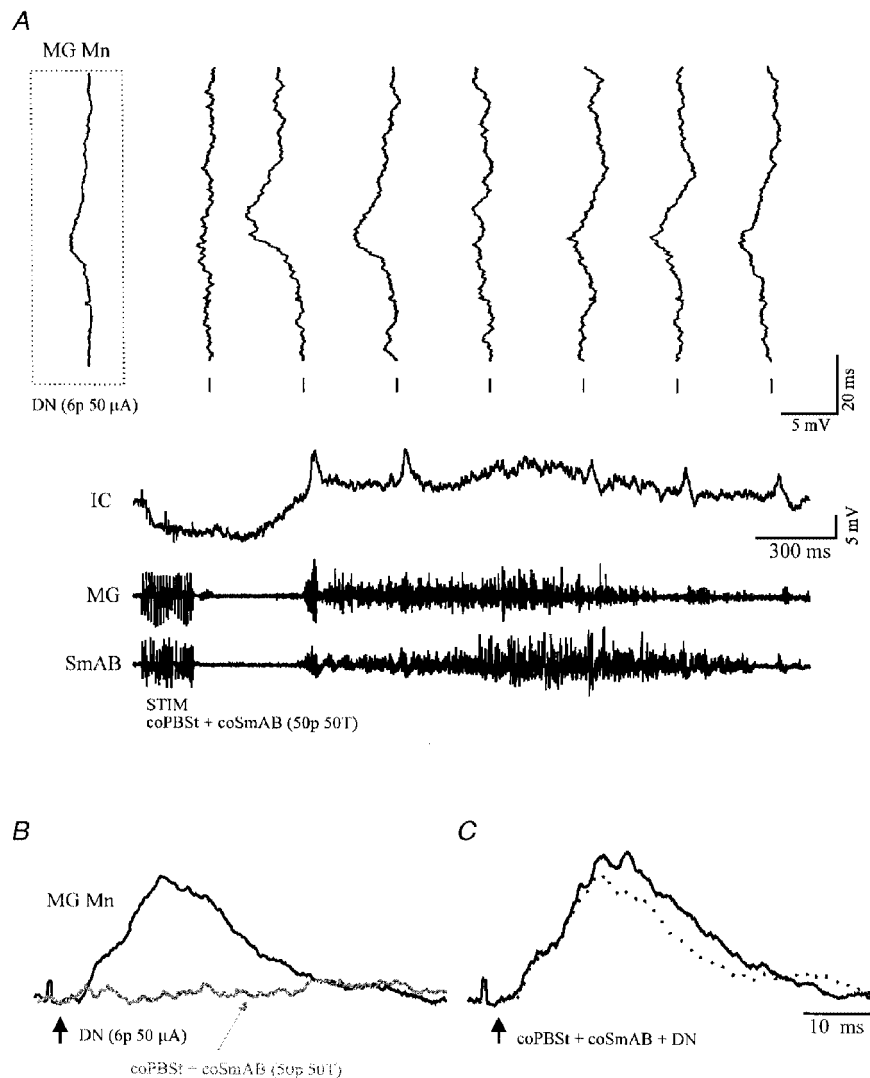 A
MG Mn
DN (6p 50 µA)
20 ms
5 mV
IC
5 mV
300 ms
MG
SmAB
STIM
coPBSt + coSmAB (50p 50T)
B
C
MG Mn
DN (6p 50 µA)
coPBSt + coSmAB (50p 50T)
coPBSt + coSmAB + DN
10 ms